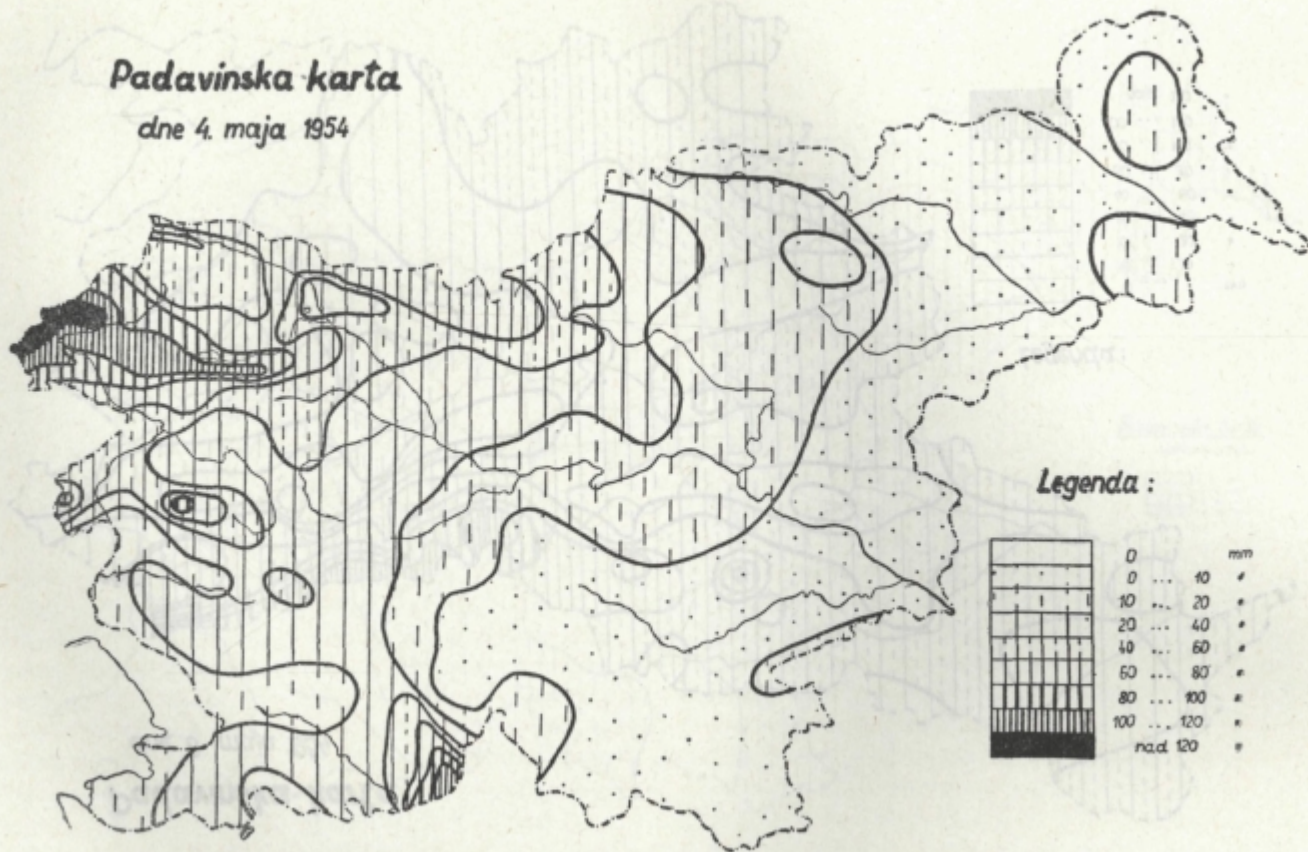 Padavinska karta
dne 4. maja 1954
Legenda :
0 mm
0 ... 10 "
10 ... 20 "
20 ... 40 "
40 ... 60 "
60 ... 80 "
80 ... 100 "
100 ... 120 "
nad 120 "